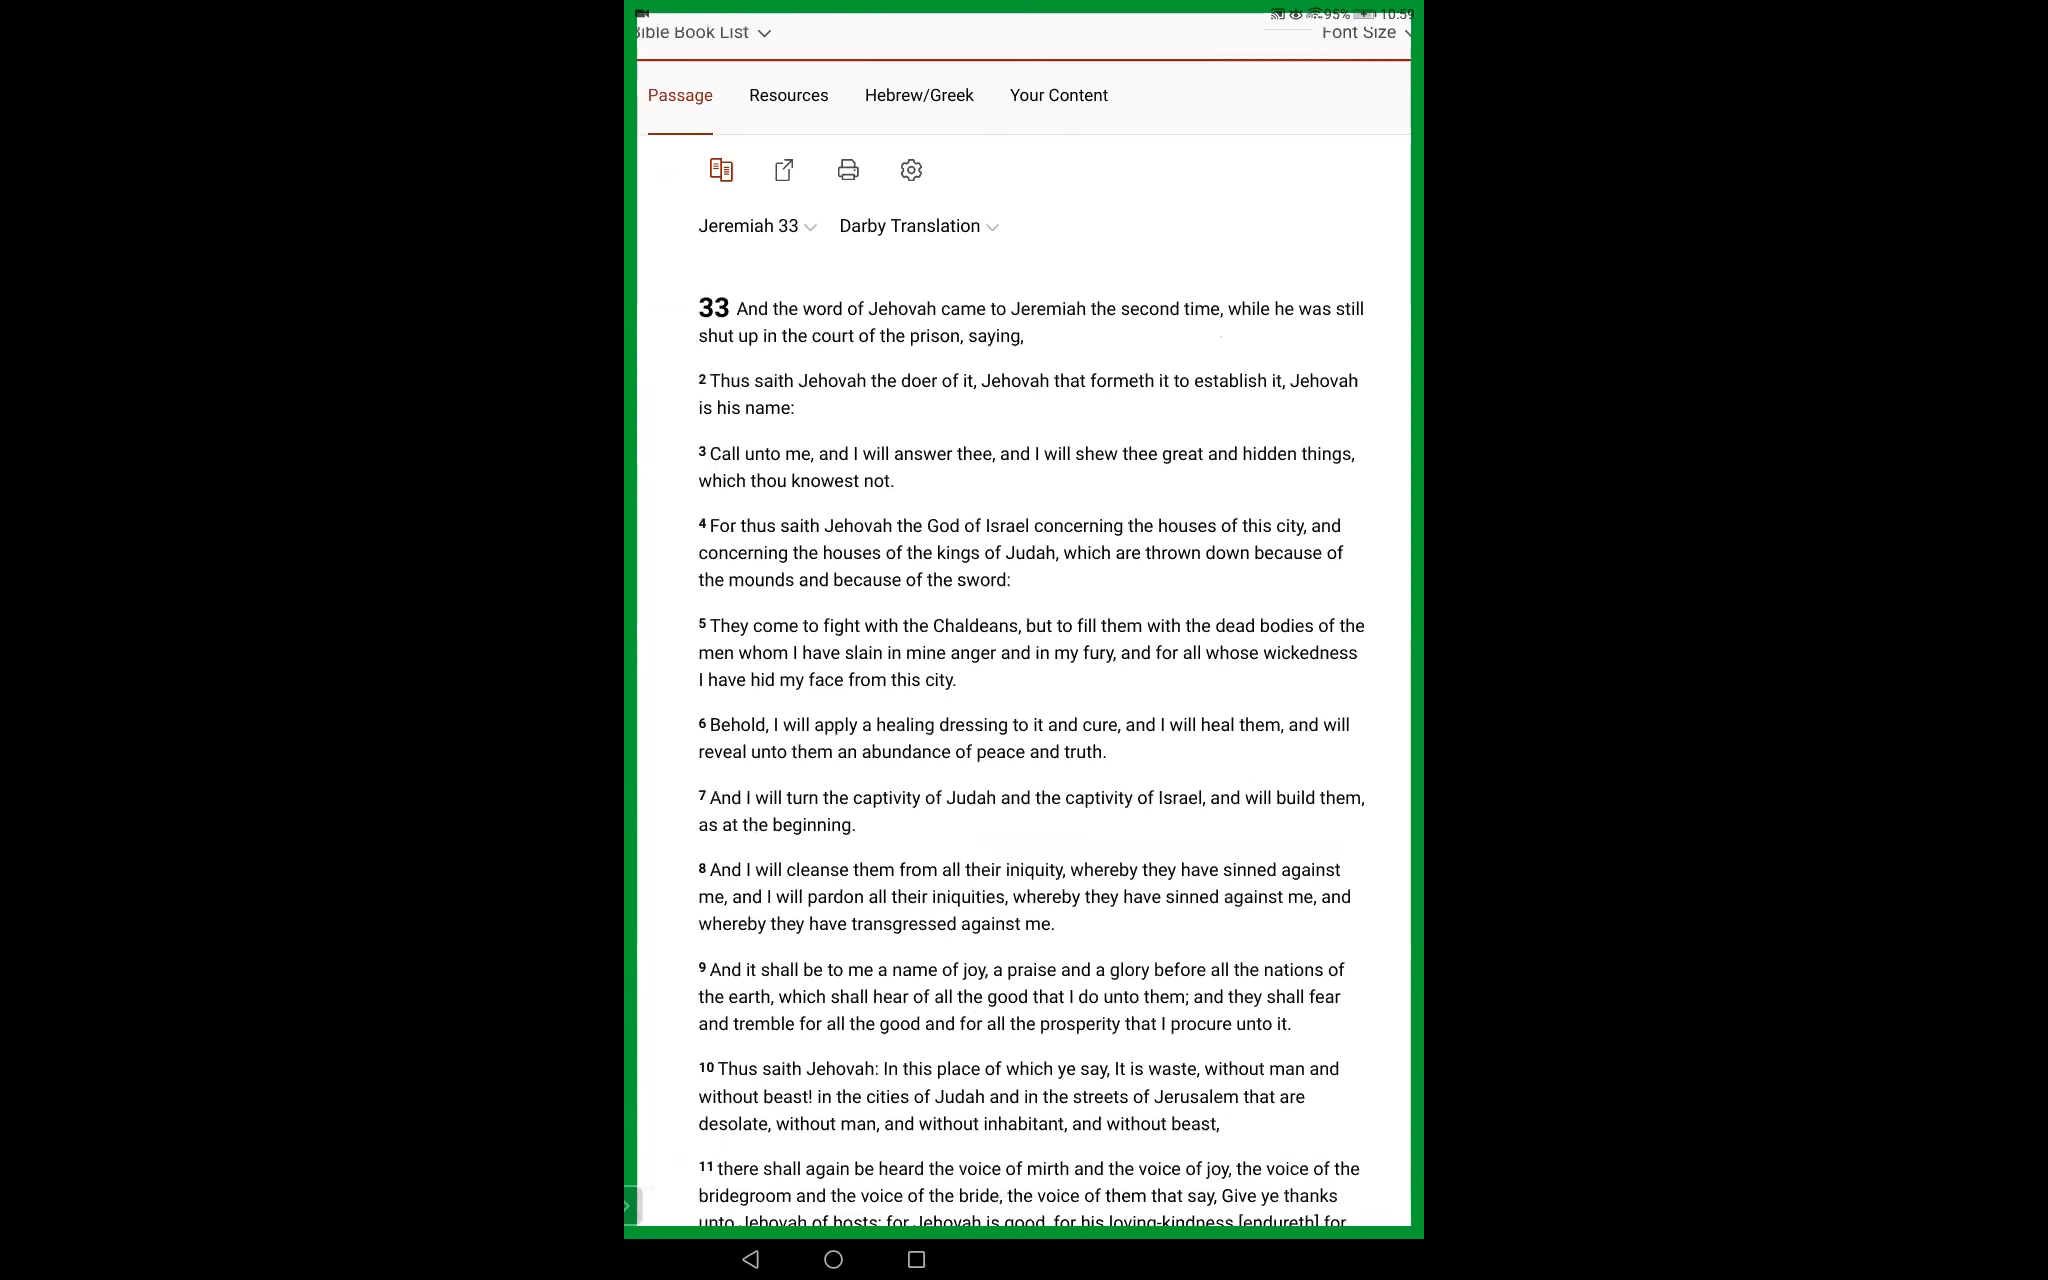 95% 10:59
Bible Book List Font Size
Passage Resources Hebrew/Greek Your Content
Jeremiah 33 Darby Translation
33 And the word of Jehovah came to Jeremiah the second time, while he was still
shut up in the court of the prison, saying,
2 Thus saith Jehovah the doer of it, Jehovah that formeth it to establish it, Jehovah
is his name:
3 Call unto me, and I will answer thee, and I will shew thee great and hidden things,
which thou knowest not.
4 For thus saith Jehovah the God of Israel concerning the houses of this city, and
concerning the houses of the kings of Judah, which are thrown down because of
the mounds and because of the sword:
5 They come to fight with the Chaldeans, but to fill them with the dead bodies of the
men whom I have slain in mine anger and in my fury, and for all whose wickedness
I have hid my face from this city.
6 Behold, I will apply a healing dressing to it and cure, and I will heal them, and will
reveal unto them an abundance of peace and truth.
7 And I will turn the captivity of Judah and the captivity of Israel, and will build them,
as at the beginning.
8 And I will cleanse them from all their iniquity, whereby they have sinned against
me, and I will pardon all their iniquities, whereby they have sinned against me, and
whereby they have transgressed against me.
9 And it shall be to me a name of joy, a praise and a glory before all the nations of
the earth, which shall hear of all the good that I do unto them; and they shall fear
and tremble for all the good and for all the prosperity that I procure unto it.
10 Thus saith Jehovah: In this place of which ye say, It is waste, without man and
without beast! in the cities of Judah and in the streets of Jerusalem that are
desolate, without man, and without inhabitant, and without beast,
11 there shall again be heard the voice of mirth and the voice of joy, the voice of the
bridegroom and the voice of the bride, the voice of them that say, Give ye thanks
unto Jehovah of hosts; for Jehovah is good, for his loving-kindness [endureth] for